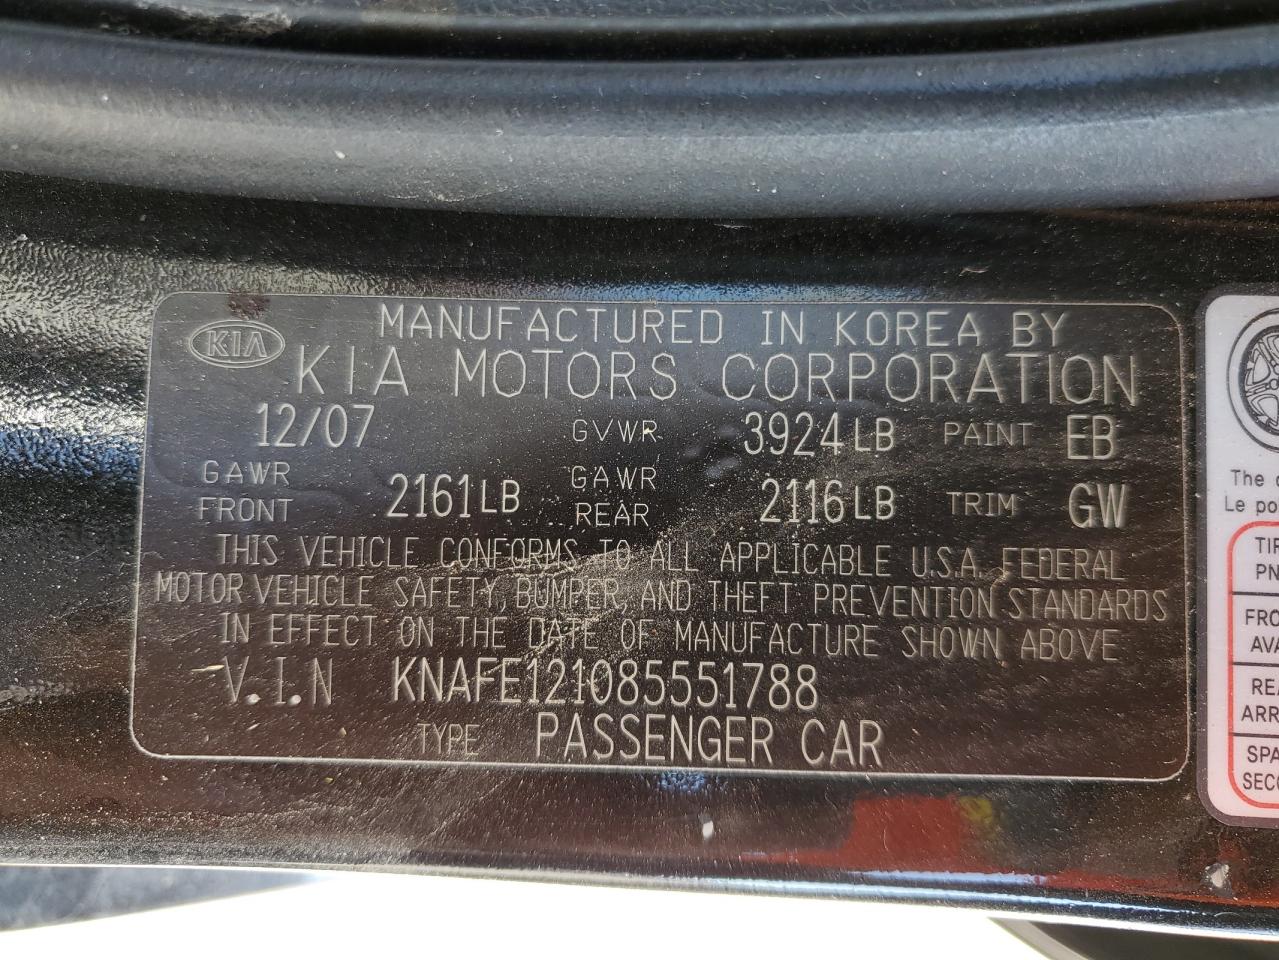 MANUFACTURED IN KOREA BY
KIA KIA MOTORS CORPORATION
12/07 GVWR 3924LB PAINT EB
GAWR FRONT 2161LB GAWR REAR 2116LB TRIM GW
THIS VEHICLE CONFORMS TO ALL APPLICABLE U.S.A. FEDERAL
MOTOR VEHICLE SAFETY, BUMPER, AND THEFT PREVENTION STANDARDS
IN EFFECT ON THE DATE OF MANUFACTURE SHOWN ABOVE
V.I.N KNAFE121085551788
TYPE PASSENGER CAR
The
Le